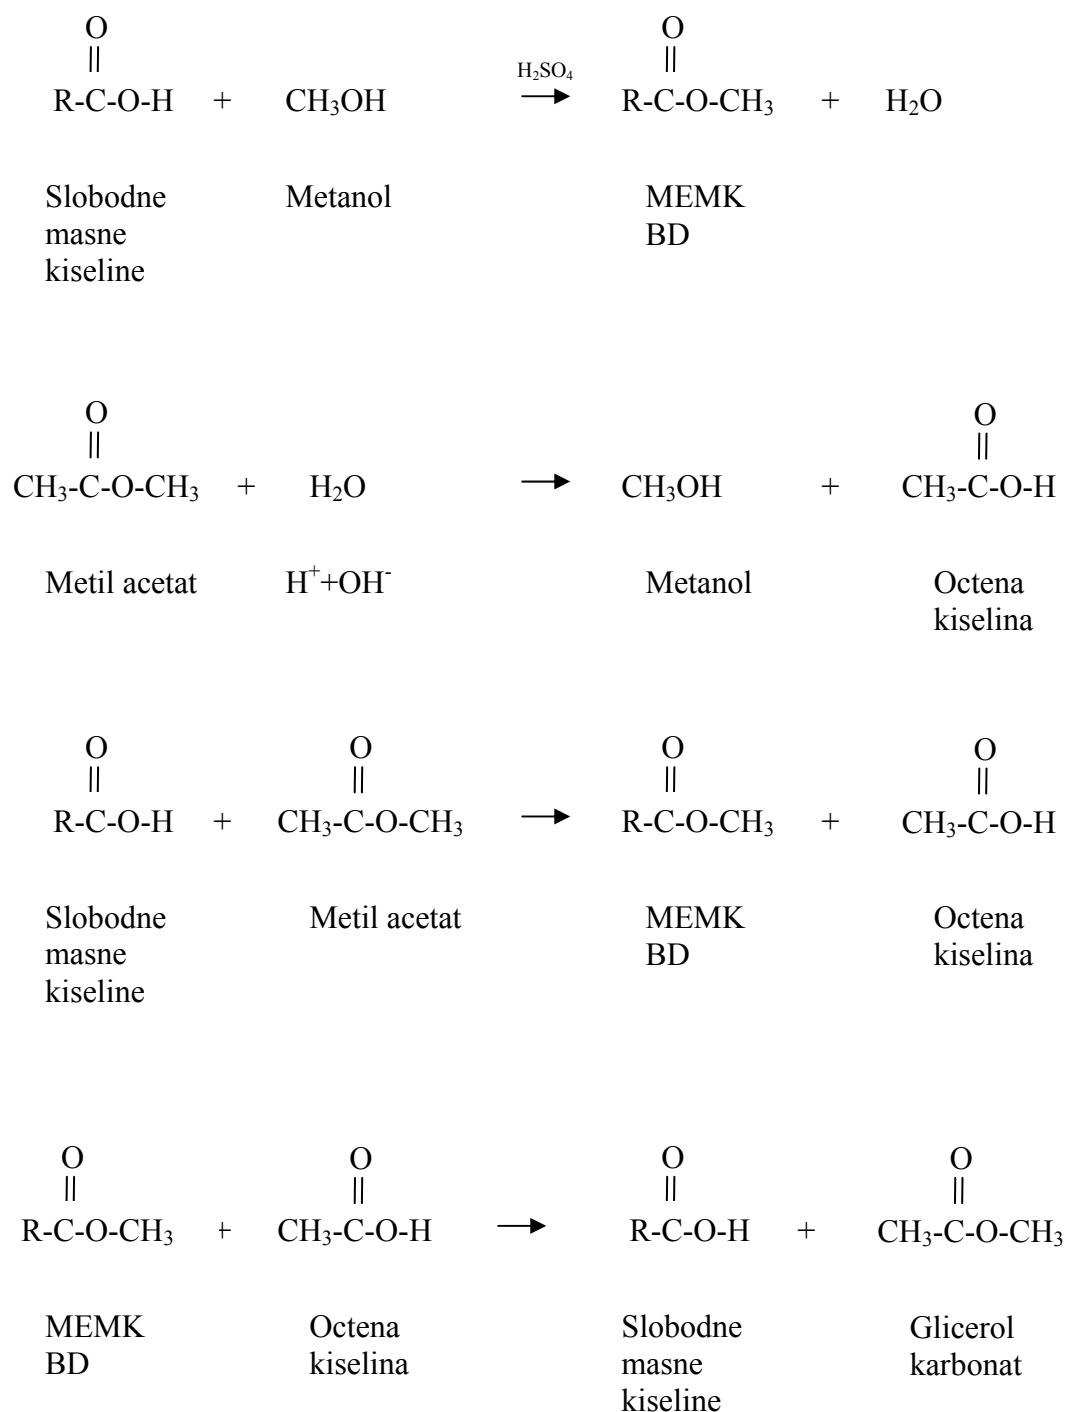 O O
|| ||
R-C-O-H + CH₃OH H₂SO₄ → R-C-O-CH₃ + H₂O
Slobodne Metanol MEMK
masne BD
kiseline
O O
|| ||
CH₃-C-O-CH₃ + H₂O → CH₃OH + CH₃-C-O-H
Metil acetat H⁺+OH⁻ Metanol Octena
kiselina
O O O O
|| || || ||
R-C-O-H + CH₃-C-O-CH₃ → R-C-O-CH₃ + CH₃-C-O-H
Slobodne Metil acetat MEMK Octena
masne BD kiselina
kiseline
O O O O
|| || || ||
R-C-O-CH₃ + CH₃-C-O-H → R-C-O-H + CH₃-C-O-CH₃
MEMK Octena Slobodne Glicerol
BD kiselina masne karbonat
kiseline